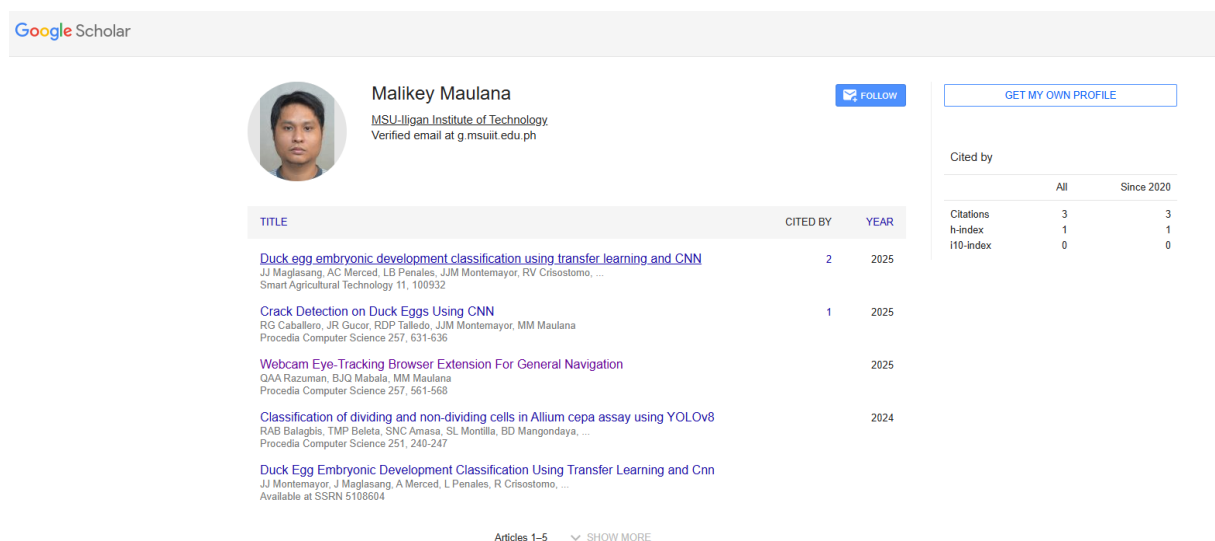 Google Scholar
Malikey Maulana
FOLLOW
MSU-Iligan Institute of Technology
Verified email at g.msuiit.edu.ph
GET MY OWN PROFILE
Cited by
All Since 2020
Citations 3 3
h-index 1 1
i10-index 0 0
TITLE CITED BY YEAR
Duck egg embryonic development classification using transfer learning and CNN 2 2025
JJ Maglasang, AC Merced, LB Penales, JJM Montemayor, RV Crisostomo, ...
Smart Agricultural Technology 11, 100932
Crack Detection on Duck Eggs Using CNN 1 2025
RG Caballero, JR Gucor, RDP Talledo, JJM Montemayor, MM Maulana
Procedia Computer Science 257, 631-636
Webcam Eye-Tracking Browser Extension For General Navigation 2025
QAA Razuman, BJQ Mabala, MM Maulana
Procedia Computer Science 257, 561-568
Classification of dividing and non-dividing cells in Allium cepa assay using YOLOv8 2024
RAB Balagbis, TMP Beleta, SNC Amasa, SL Montilla, BD Mangondaya, ...
Procedia Computer Science 251, 240-247
Duck Egg Embryonic Development Classification Using Transfer Learning and Cnn
JJ Montemayor, J Maglasang, A Merced, L Penales, R Crisostomo, ...
Available at SSRN 5108604
Articles 1–5 SHOW MORE